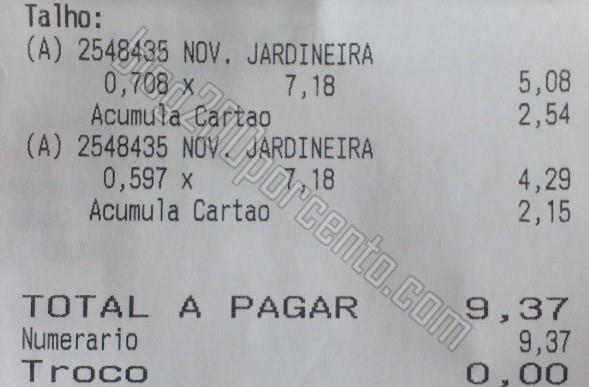 Talho:
(A) 2548435 NOV. JARDINEIRA
0,708 x 7,18 5,08
Acumula Cartao 2,54
(A) 2548435 NOV. JARDINEIRA
0,597 x 7,18 4,29
Acumula Cartao 2,15
TOTAL A PAGAR 9,37
Numerario 9,37
Troco 0,00